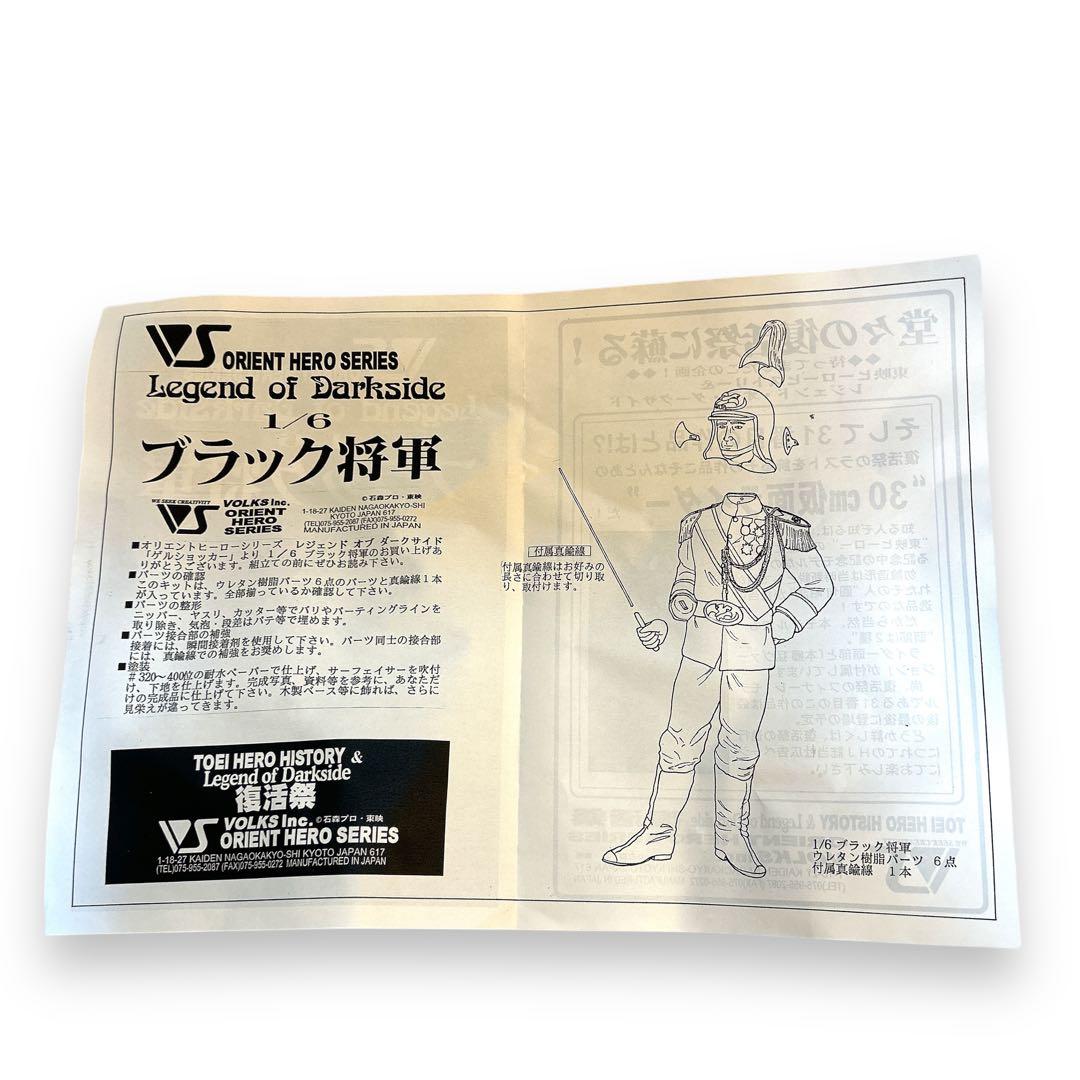 VS ORIENT HERO SERIES
Legend of Darkside
1/6
ブラック将軍
WE SEEK CREATIVITY
VS
VOLKS Inc.
ORIENT
HERO
SERIES
©石森プロ・東映
1-18-27 KAIDEN NAGAOKAKYO-SHI
KYOTO JAPAN 617
(TEL)075-955-2087 (FAX)075-955-0272
MANUFACTURED IN JAPAN
■オリエントヒーローシリーズ レジェンド オブ ダークサイド
「ゲルショッカー」より 1/6 ブラック将軍のお買い上げあ
りがとうございます。組立ての前にぜひお読み下さい。
■パーツの確認
このキットは、ウレタン樹脂パーツ6点のパーツと真鍮線1本
が入っています。全部揃っているか確認して下さい。
■パーツの整形
ニッパー、ヤスリ、カッター等でバリやパーティングラインを
取り除き、気泡・段差はパテ等で埋めます。
■パーツ接合部の補強
接着には、瞬間接着剤を使用して下さい。パーツ同士の接合部
には、真鍮線での補強をお奨めします。
■塗装
#320〜400位の耐水ペーパーで仕上げ、サーフェイサーを吹付
け、下地を仕上げます。完成写真、資料等を参考に、あなただ
けの完成品に仕上げて下さい。木製ベース等に飾れば、さらに
見栄えが違ってきます。
TOEI HERO HISTORY &
Legend of Darkside
復活祭
VS VOLKS Inc. ©石森プロ・東映
ORIENT HERO SERIES
1-18-27 KAIDEN NAGAOKAKYO-SHI KYOTO JAPAN 617
(TEL)075-955-2087 (FAX)075-955-0272 MANUFACTURED IN JAPAN
付属真鍮線
付属真鍮線はお好みの
長さに合わせて切り取
り、取付けます。
1/6 ブラック将軍
ウレタン樹脂パーツ 6点
付属真鍮線 1本